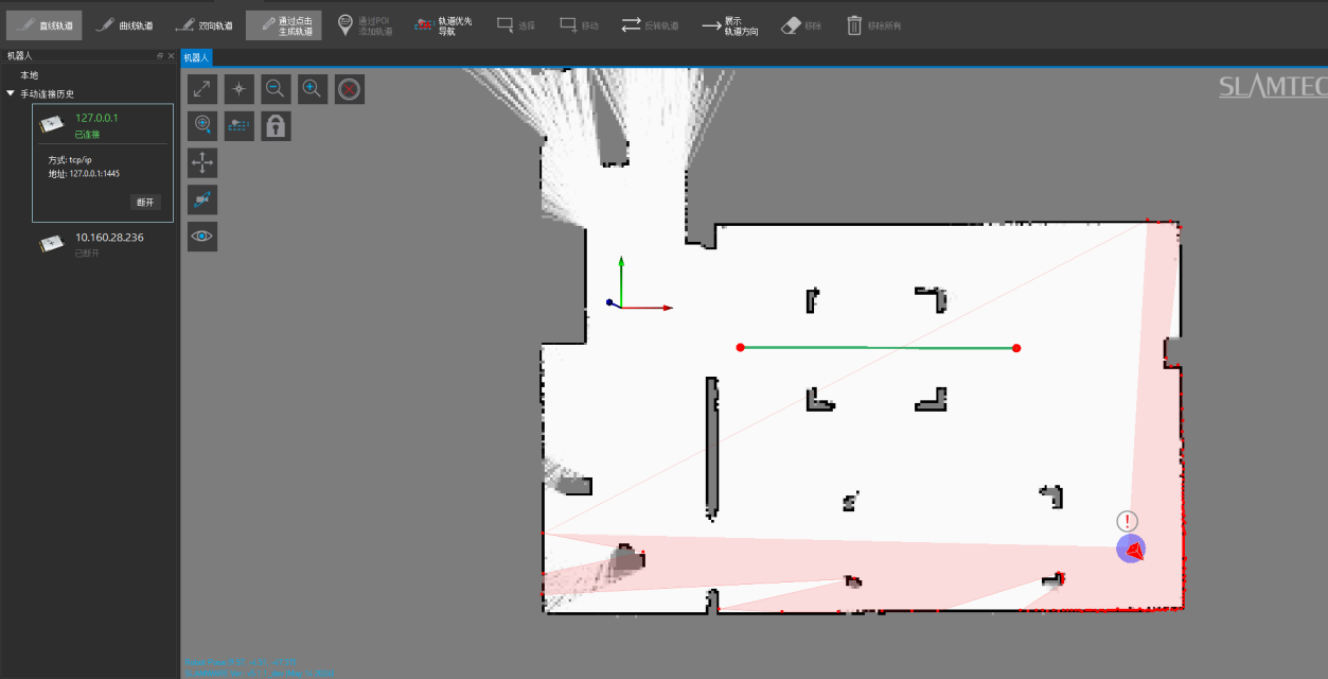 直线轨道
曲线轨道
双向轨道
通过点击
生成轨道
通过POI
添加轨道
轨道优先
导航
选择
移动
反转轨道
展示
轨道方向
移除
移除所有
机器人
机器人
本地
手动连接历史
127.0.0.1
已连接
方式: tcp/ip
地址: 127.0.0.1:1445
断开
10.160.28.236
已断开
SLAMTEC
!